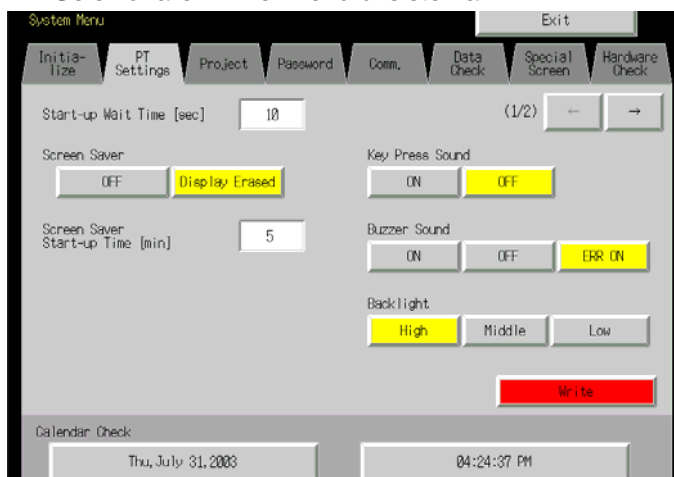 System Menu
Exit
Initia-
lize
PT
Settings
Project
Password
Comm.
Data
Check
Special
Screen
Hardware
Check
Start-up Wait Time [sec]
10
(1/2)
←
→
Screen Saver
OFF
Display Erased
Key Press Sound
ON
OFF
Screen Saver
Start-up Time [min]
5
Buzzer Sound
ON
OFF
ERR ON
Backlight
High
Middle
Low
Write
Calendar Check
Thu,July 31,2003
04:24:37 PM